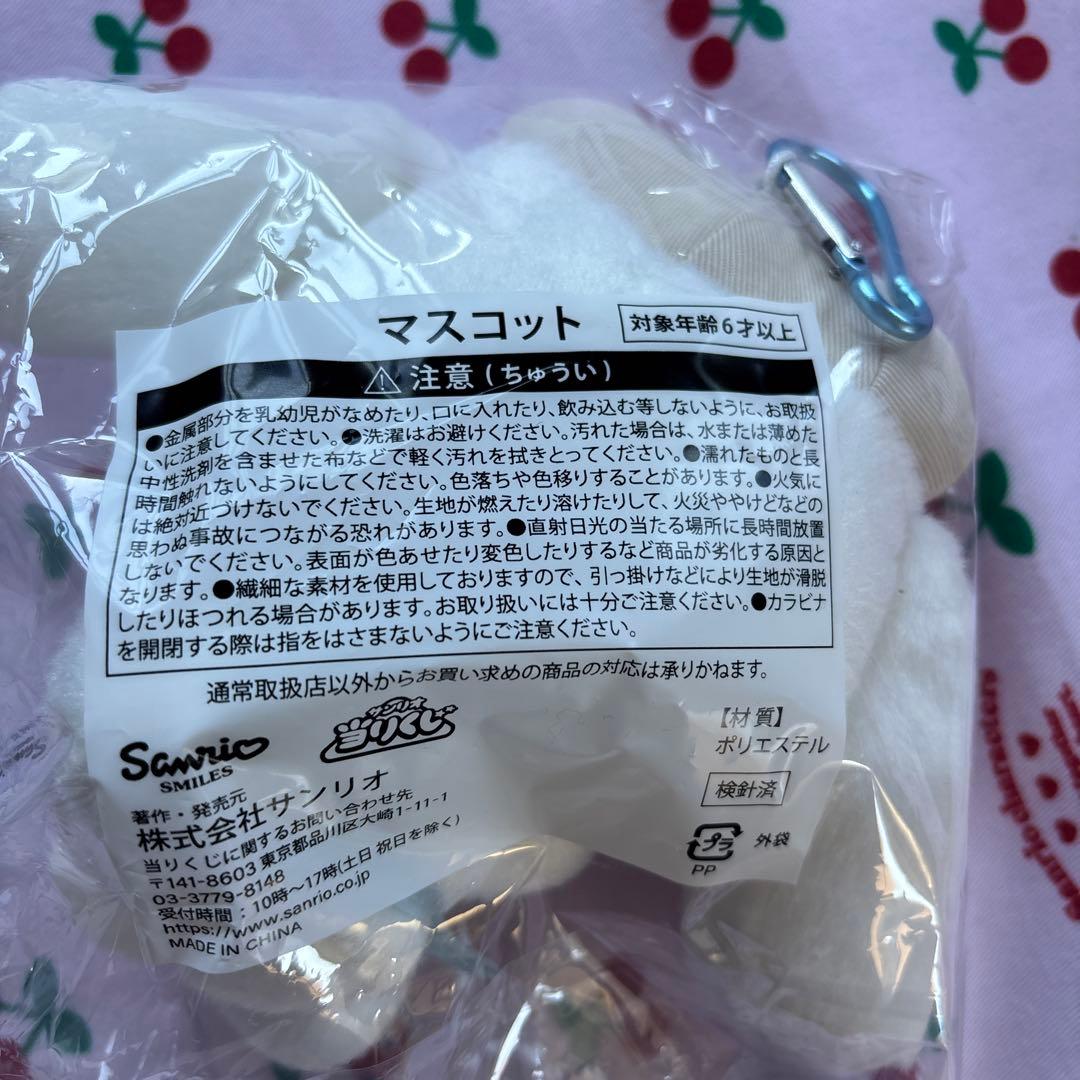 マスコット
対象年齢6才以上
注意(ちゅうい)
●金属部分を乳幼児がなめたり、口に入れたり、飲み込む等しないように、お取扱
いに注意してください。●洗濯はお避けください。汚れた場合は、水または薄めた
中性洗剤を含ませた布などで軽く汚れを拭きとってください。●濡れたものと長
時間触れないようにしてください。色落ちや色移りすることがあります。●火気に
は絶対近づけないでください。生地が燃えたり溶けたりして、火災ややけどなどの
思わぬ事故につながる恐れがあります。●直射日光の当たる場所に長時間放置
しないでください。表面が色あせたり変色したりするなど商品が劣化する原因と
なります。●繊細な素材を使用しておりますので、引っ掛けなどにより生地が滑脱
したりほつれる場合があります。お取り扱いには十分ご注意ください。●カラビナ
を開閉する際は指をはさまないようにご注意ください。
通常取扱店以外からお買い求めの商品の対応は承りかねます。
Sanrio
SMILES
サンリオ
当りくじ
著作・発売元
株式会社サンリオ
当りくじに関するお問い合わせ先
〒141-8603 東京都品川区大崎1-11-1
03-3779-8148
受付時間:10時〜17時(土日 祝日を除く)
https://www.sanrio.co.jp
MADE IN CHINA
【材質】
ポリエステル
検針済
プラ
外袋
PP